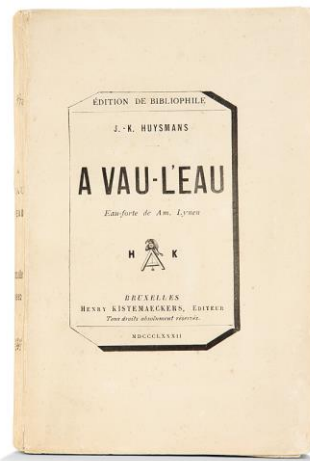 ÉDITION DE BIBLIOPHILE
J.-K. HUYSMANS
A VAU-L'EAU
Eau-forte de Am. Lynen
H K
BRUXELLES
HENRY KISTEMAECKERS, ÉDITEUR
Tous droits absolument réservés.
MDCCCLXXXII